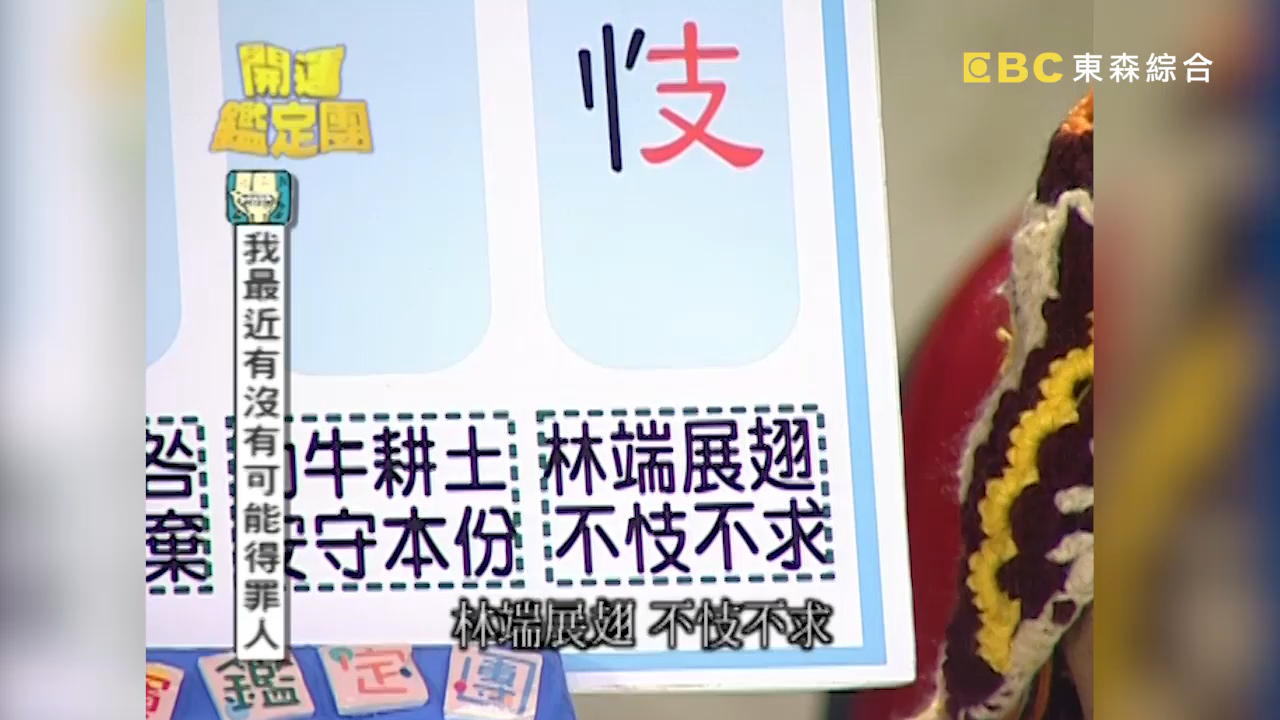 開運
鑑定團
EBC 東森綜合
忮
我最近有沒有可能得罪人
咎
棄
牛耕土
安守本份
林端展翅
不忮不求
林端展翅 不忮不求
鑑定團